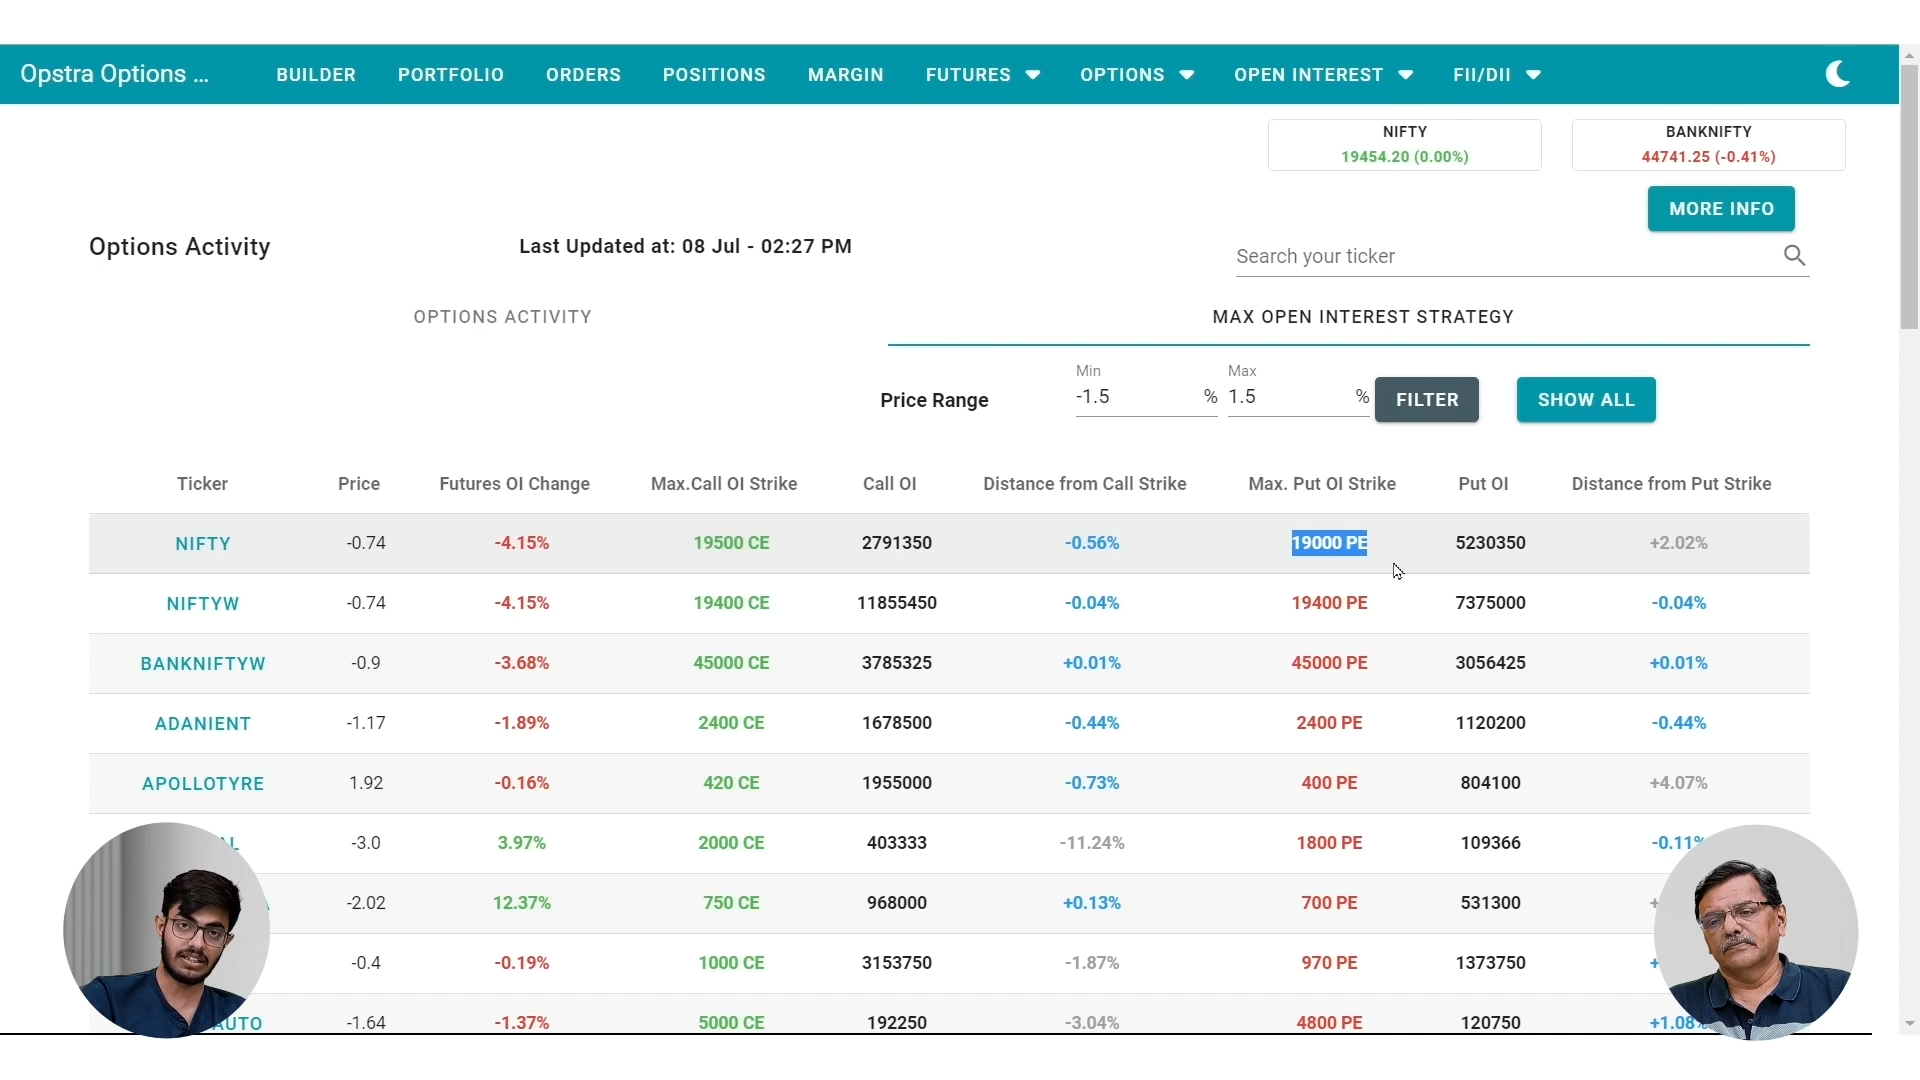 Opstra Options ... BUILDER PORTFOLIO ORDERS POSITIONS MARGIN FUTURES OPTIONS OPEN INTEREST FII/DII
NIFTY BANKNIFTY
19454.20 (0.00%) 44741.25 (-0.41%)
MORE INFO
Options Activity Last Updated at: 08 Jul - 02:27 PM Search your ticker
OPTIONS ACTIVITY MAX OPEN INTEREST STRATEGY
Min Max
Price Range -1.5 % 1.5 % FILTER SHOW ALL
Ticker Price Futures OI Change Max.Call OI Strike Call OI Distance from Call Strike Max. Put OI Strike Put OI Distance from Put Strike
NIFTY -0.74 -4.15% 19500 CE 2791350 -0.56% 19000 PE 5230350 +2.02%
NIFTYW -0.74 -4.15% 19400 CE 11855450 -0.04% 19400 PE 7375000 -0.04%
BANKNIFTYW -0.9 -3.68% 45000 CE 3785325 +0.01% 45000 PE 3056425 +0.01%
ADANIENT -1.17 -1.89% 2400 CE 1678500 -0.44% 2400 PE 1120200 -0.44%
APOLLOTYRE 1.92 -0.16% 420 CE 1955000 -0.73% 400 PE 804100 +4.07%
AL -3.0 3.97% 2000 CE 403333 -11.24% 1800 PE 109366 -0.11%
-2.02 12.37% 750 CE 968000 +0.13% 700 PE 531300
-0.4 -0.19% 1000 CE 3153750 -1.87% 970 PE 1373750
AUTO -1.64 -1.37% 5000 CE 192250 -3.04% 4800 PE 120750 +1.08%